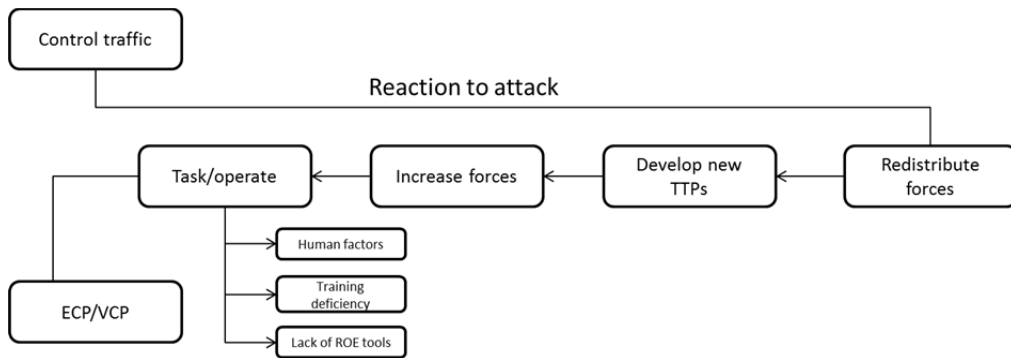 Control traffic
Reaction to attack
Task/operate
Increase forces
Develop new
TTPs
Redistribute
forces
Human factors
Training
deficiency
Lack of ROE tools
ECP/VCP